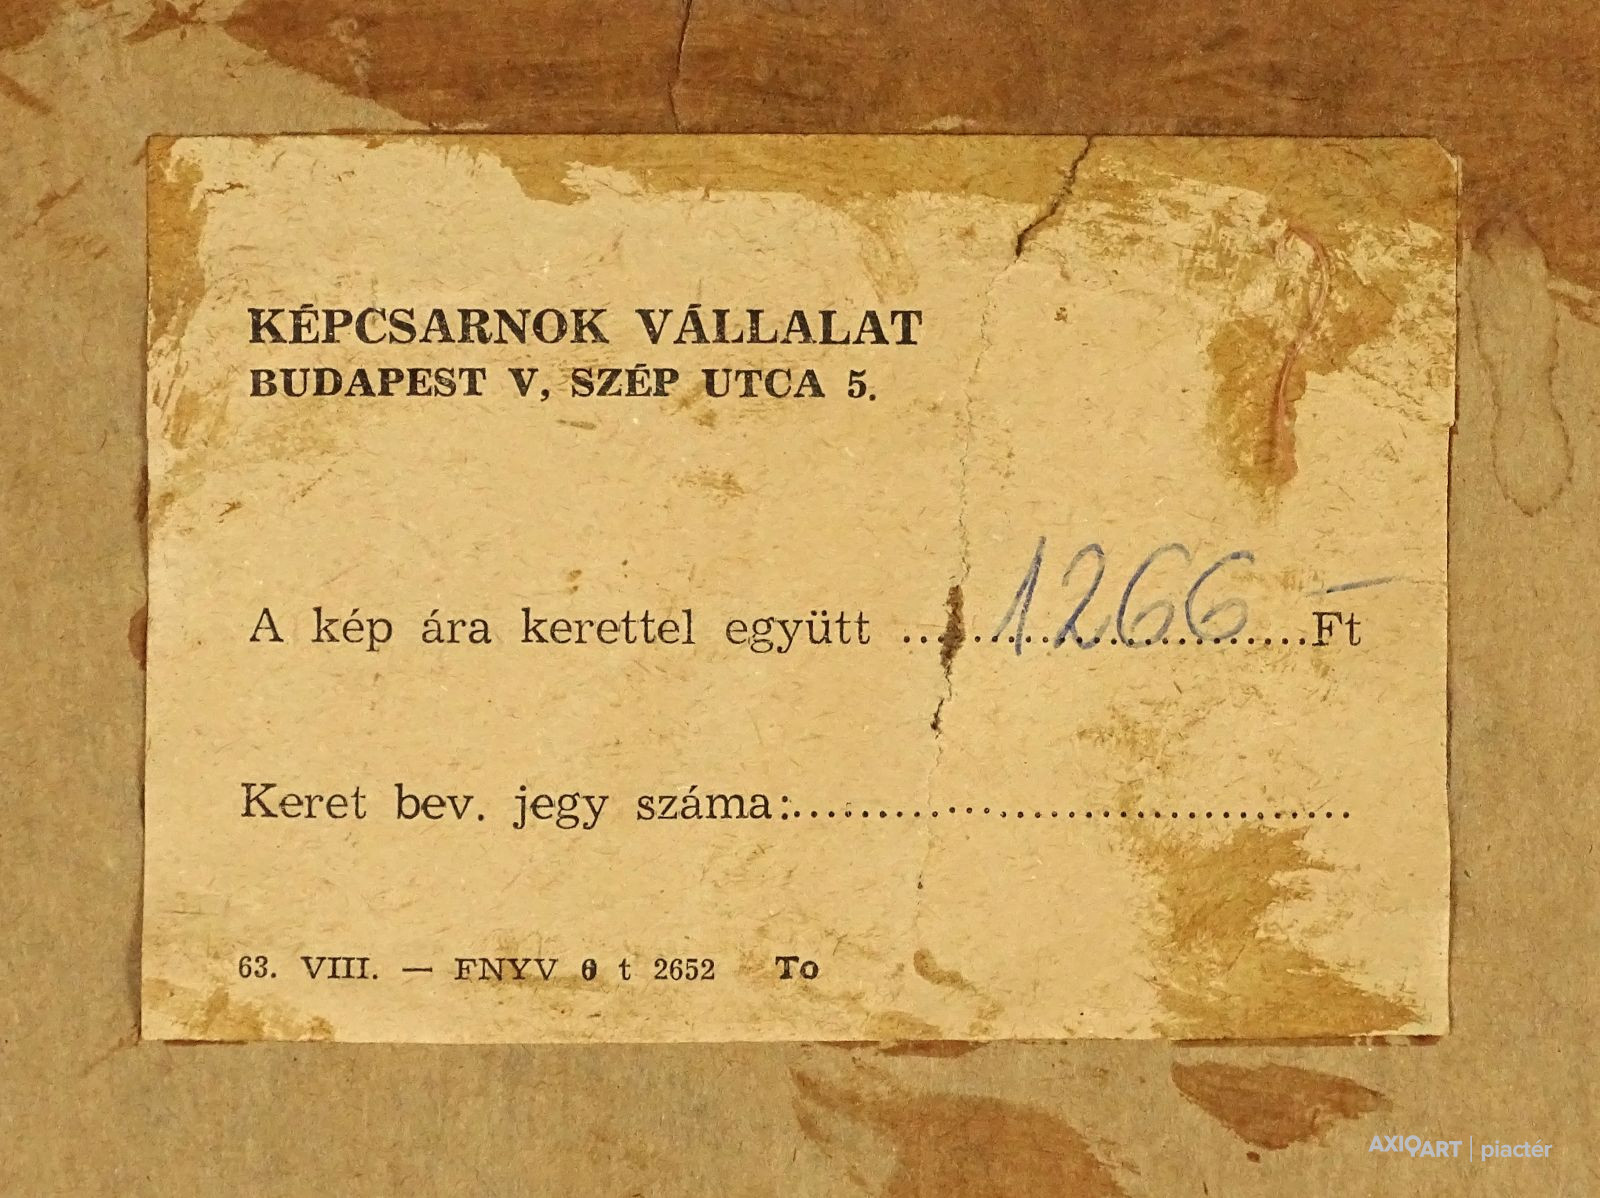 KÉPCSARNOK VÁLLALAT
BUDAPEST V, SZÉP UTCA 5.
A kép ára kerettel együtt ............1266.-......Ft
Keret bev. jegy száma:................................
63. VIII. — FNYV 6 t 2652 To
AXIOART | piactér